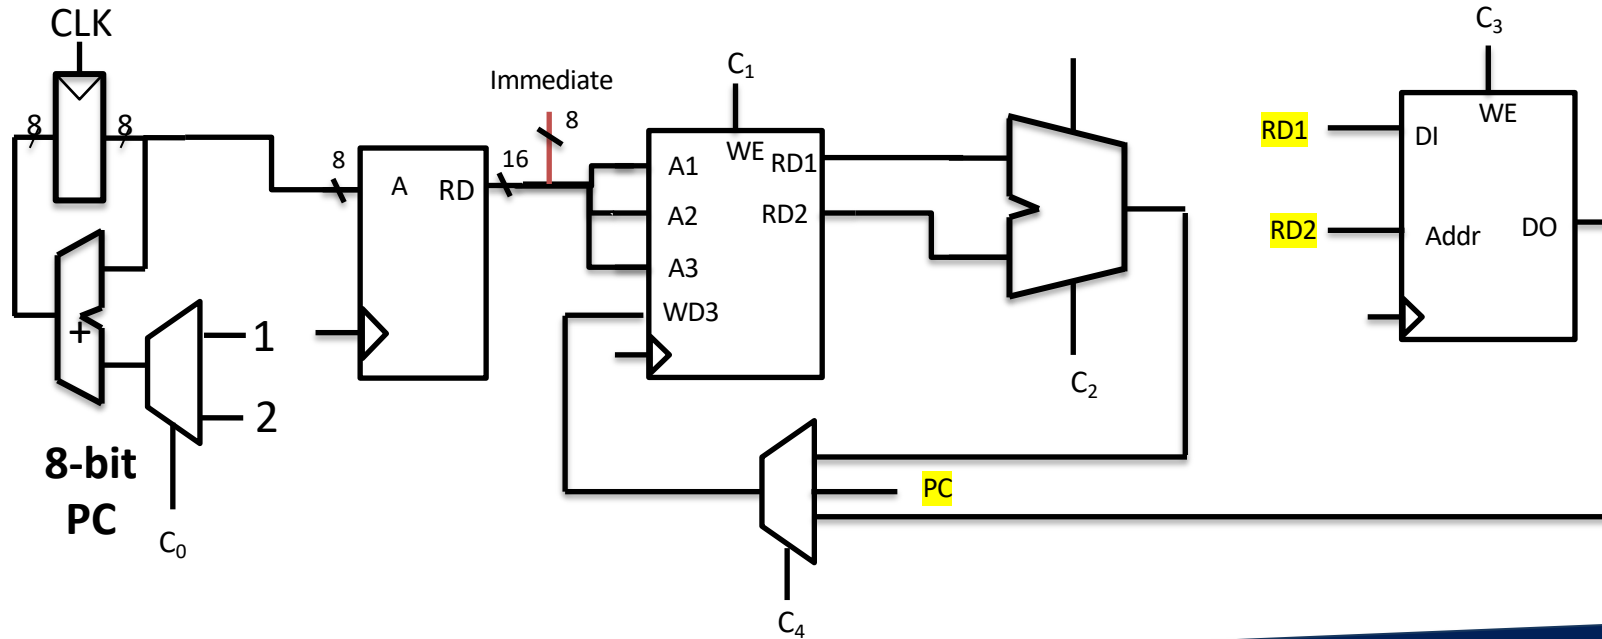 CLK
8
8
+
1
2
8-bit
PC
C₀
8
A
RD
16
Immediate
8
C₁
WE
A1
A2
A3
WD3
RD1
RD2
C₂
PC
C₄
C₃
RD1
RD2
WE
DI
Addr
DO